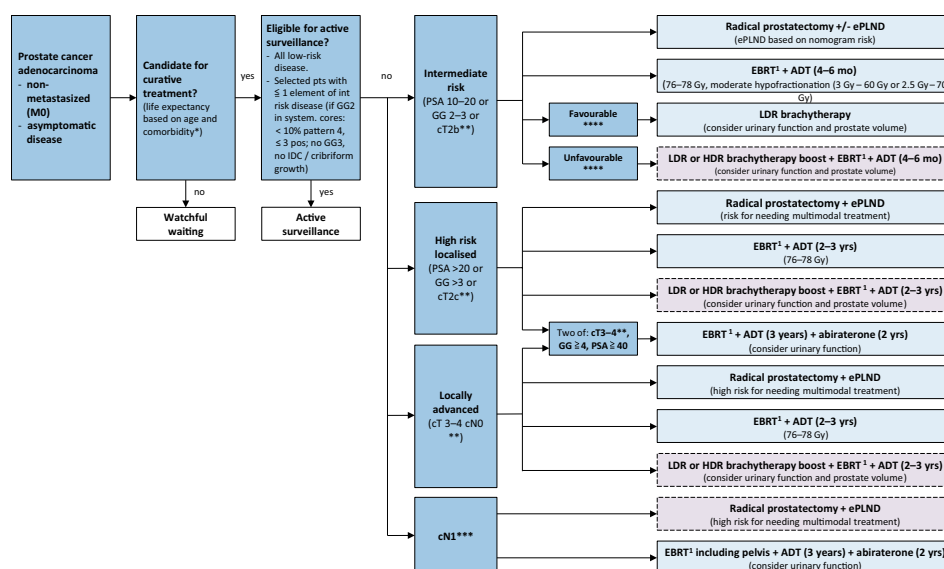 Prostate cancer
adenocarcinoma
- non-
metastasized
(M0)
- asymptomatic
disease
Candidate for
curative
treatment?
(life expectancy
based on age and
comorbidity*)
yes
no
Watchful
waiting
Eligible for active
surveillance?
- All low-risk
disease.
- Selected pts with
≦ 1 element of int
risk disease (if GG2
in system. cores:
< 10% pattern 4,
≤ 3 pos; no GG3,
no IDC / cribriform
growth)
no
yes
Active
surveillance
Intermediate
risk
(PSA 10–20 or
GG 2–3 or
cT2b**)
Radical prostatectomy +/- ePLND
(ePLND based on nomogram risk)
EBRT¹ + ADT (4–6 mo)
(76–78 Gy, moderate hypofractionation (3 Gy – 60 Gy or 2.5 Gy – 70
Gy)
Favourable
****
LDR brachytherapy
(consider urinary function and prostate volume)
Unfavourable
****
LDR or HDR brachytherapy boost + EBRT¹ + ADT (4–6 mo)
(consider urinary function and prostate volume)
High risk
localised
(PSA >20 or
GG >3 or
cT2c**)
Radical prostatectomy + ePLND
(risk for needing multimodal treatment)
EBRT¹ + ADT (2–3 yrs)
(76–78 Gy)
LDR or HDR brachytherapy boost + EBRT¹ + ADT (2–3 yrs)
(consider urinary function and prostate volume)
Two of: cT3–4**,
GG ≧ 4, PSA ≧ 40
EBRT¹ + ADT (3 years) + abiraterone (2 yrs)
(consider urinary function)
Locally
advanced
(cT 3–4 cN0
**)
Radical prostatectomy + ePLND
(high risk for needing multimodal treatment)
EBRT¹ + ADT (2–3 yrs)
(76–78 Gy)
LDR or HDR brachytherapy boost + EBRT¹ + ADT (2–3 yrs)
(consider urinary function and prostate volume)
cN1***
Radical prostatectomy + ePLND
(high risk for needing multimodal treatment)
EBRT¹ including pelvis + ADT (3 years) + abiraterone (2 yrs)
(consider urinary function)